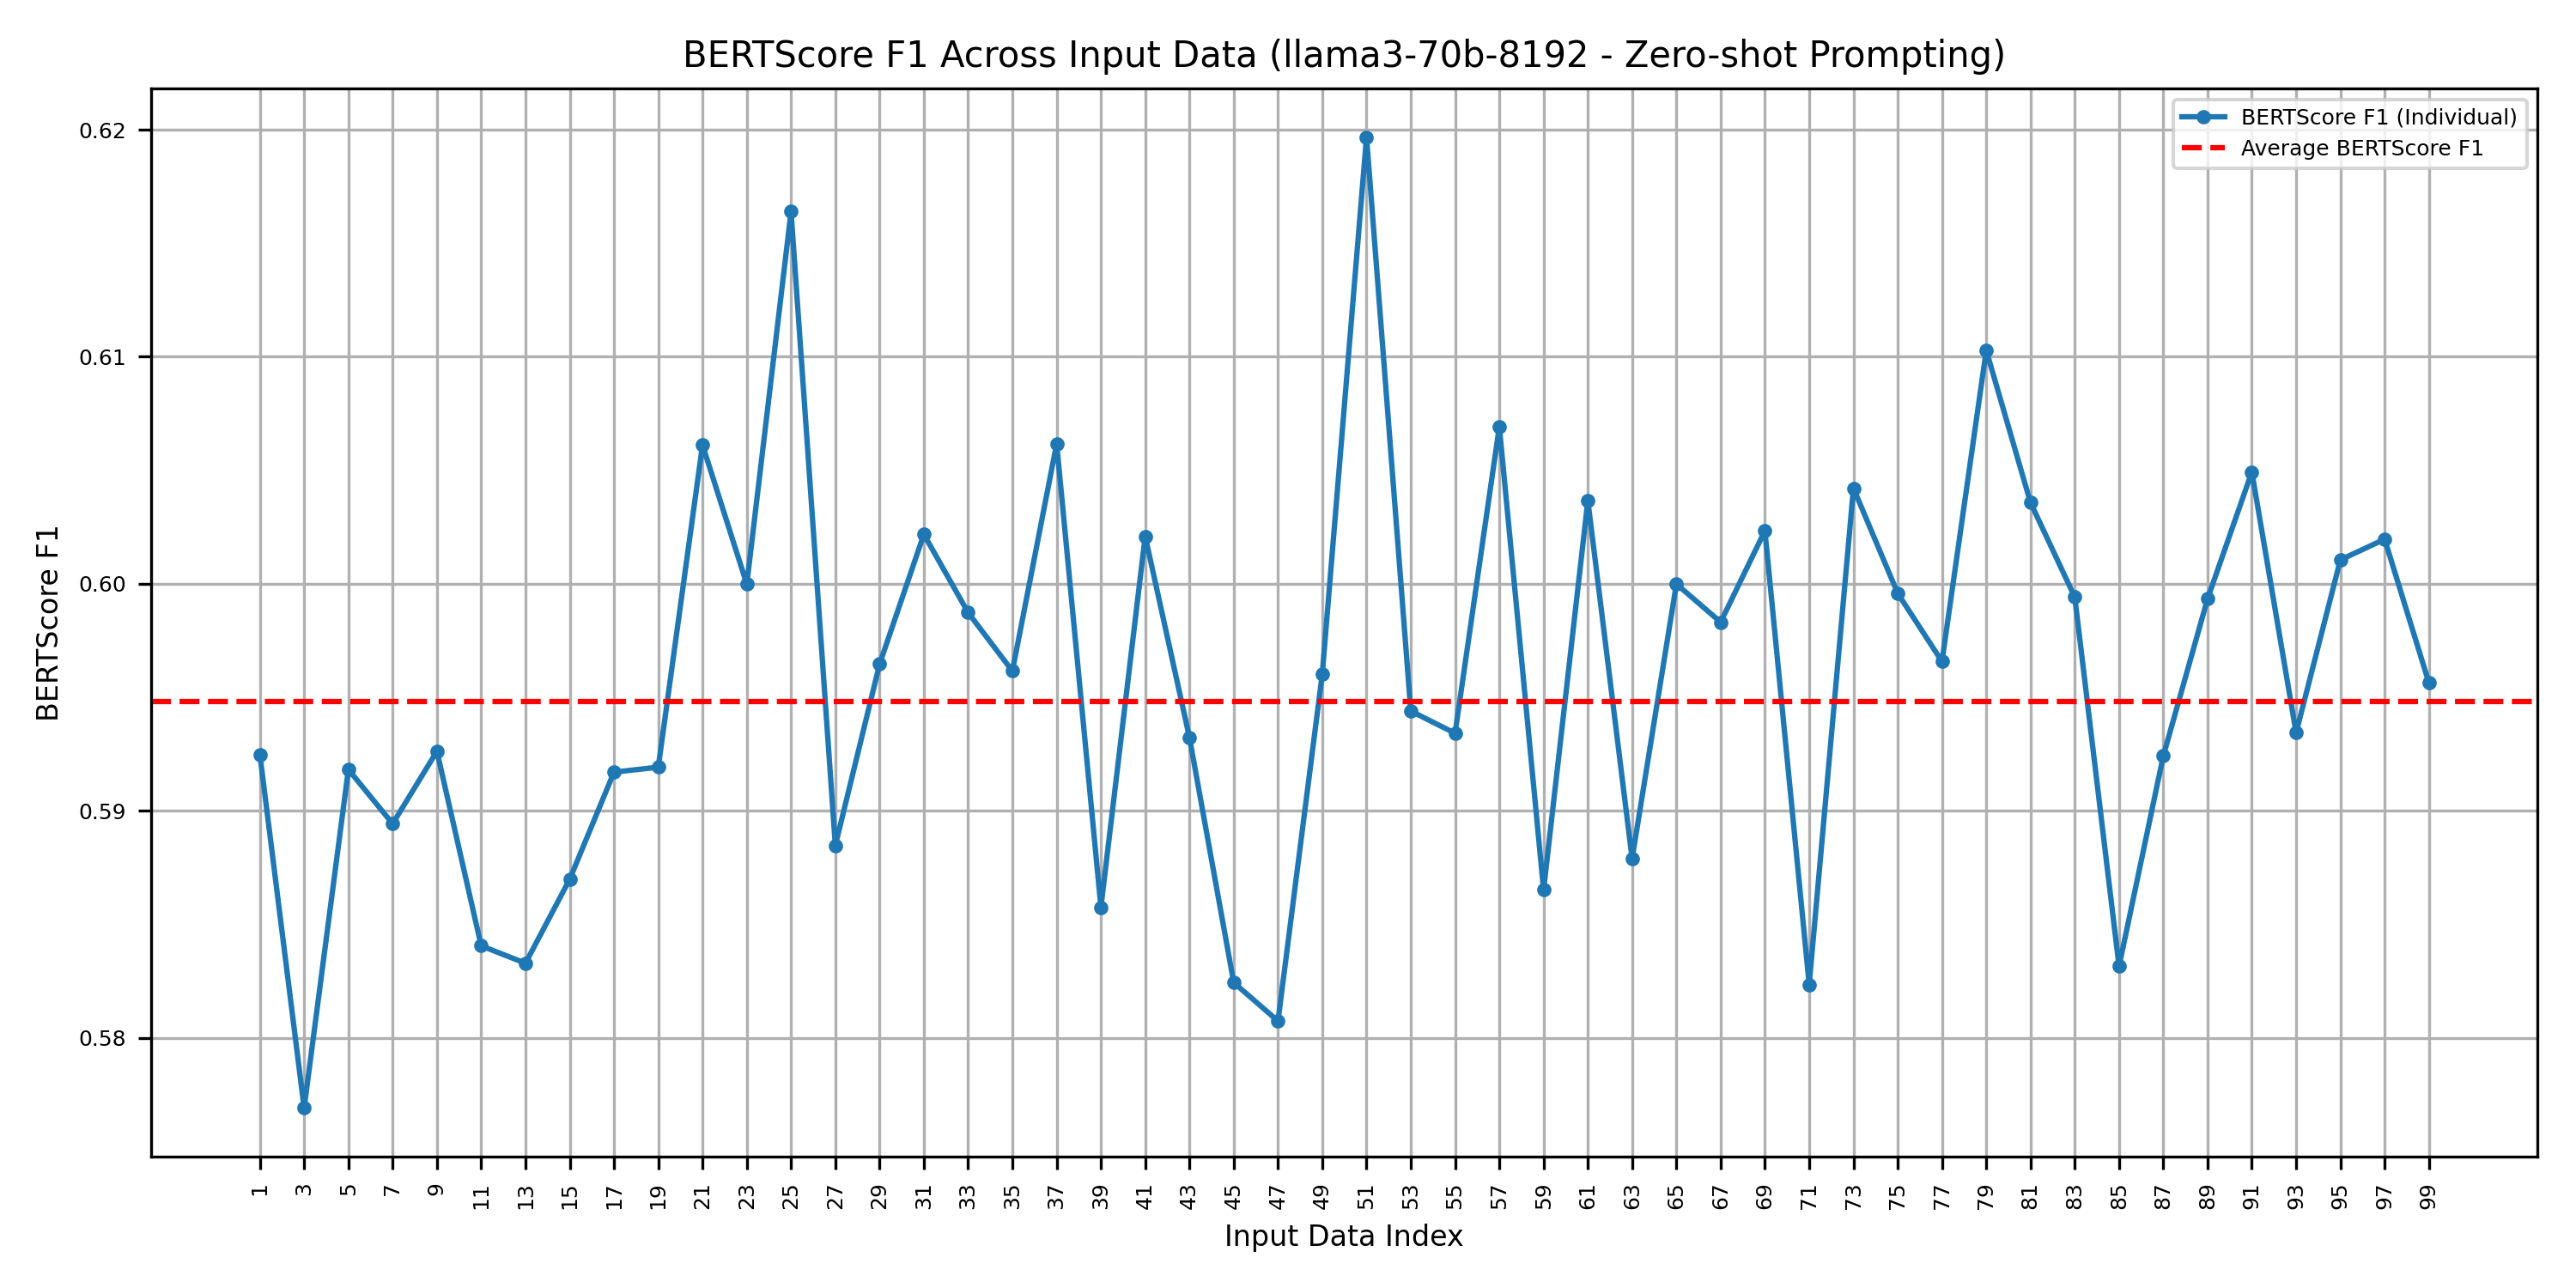 BERTScore F1 Across Input Data (llama3-70b-8192 - Zero-shot Prompting)
BERTScore F1 (Individual)
Average BERTScore F1
0.62
0.61
0.60
0.59
0.58
BERTScore F1
1 3 5 7 9 11 13 15 17 19 21 23 25 27 29 31 33 35 37 39 41 43 45 47 49 51 53 55 57 59 61 63 65 67 69 71 73 75 77 79 81 83 85 87 89 91 93 95 97 99
Input Data Index